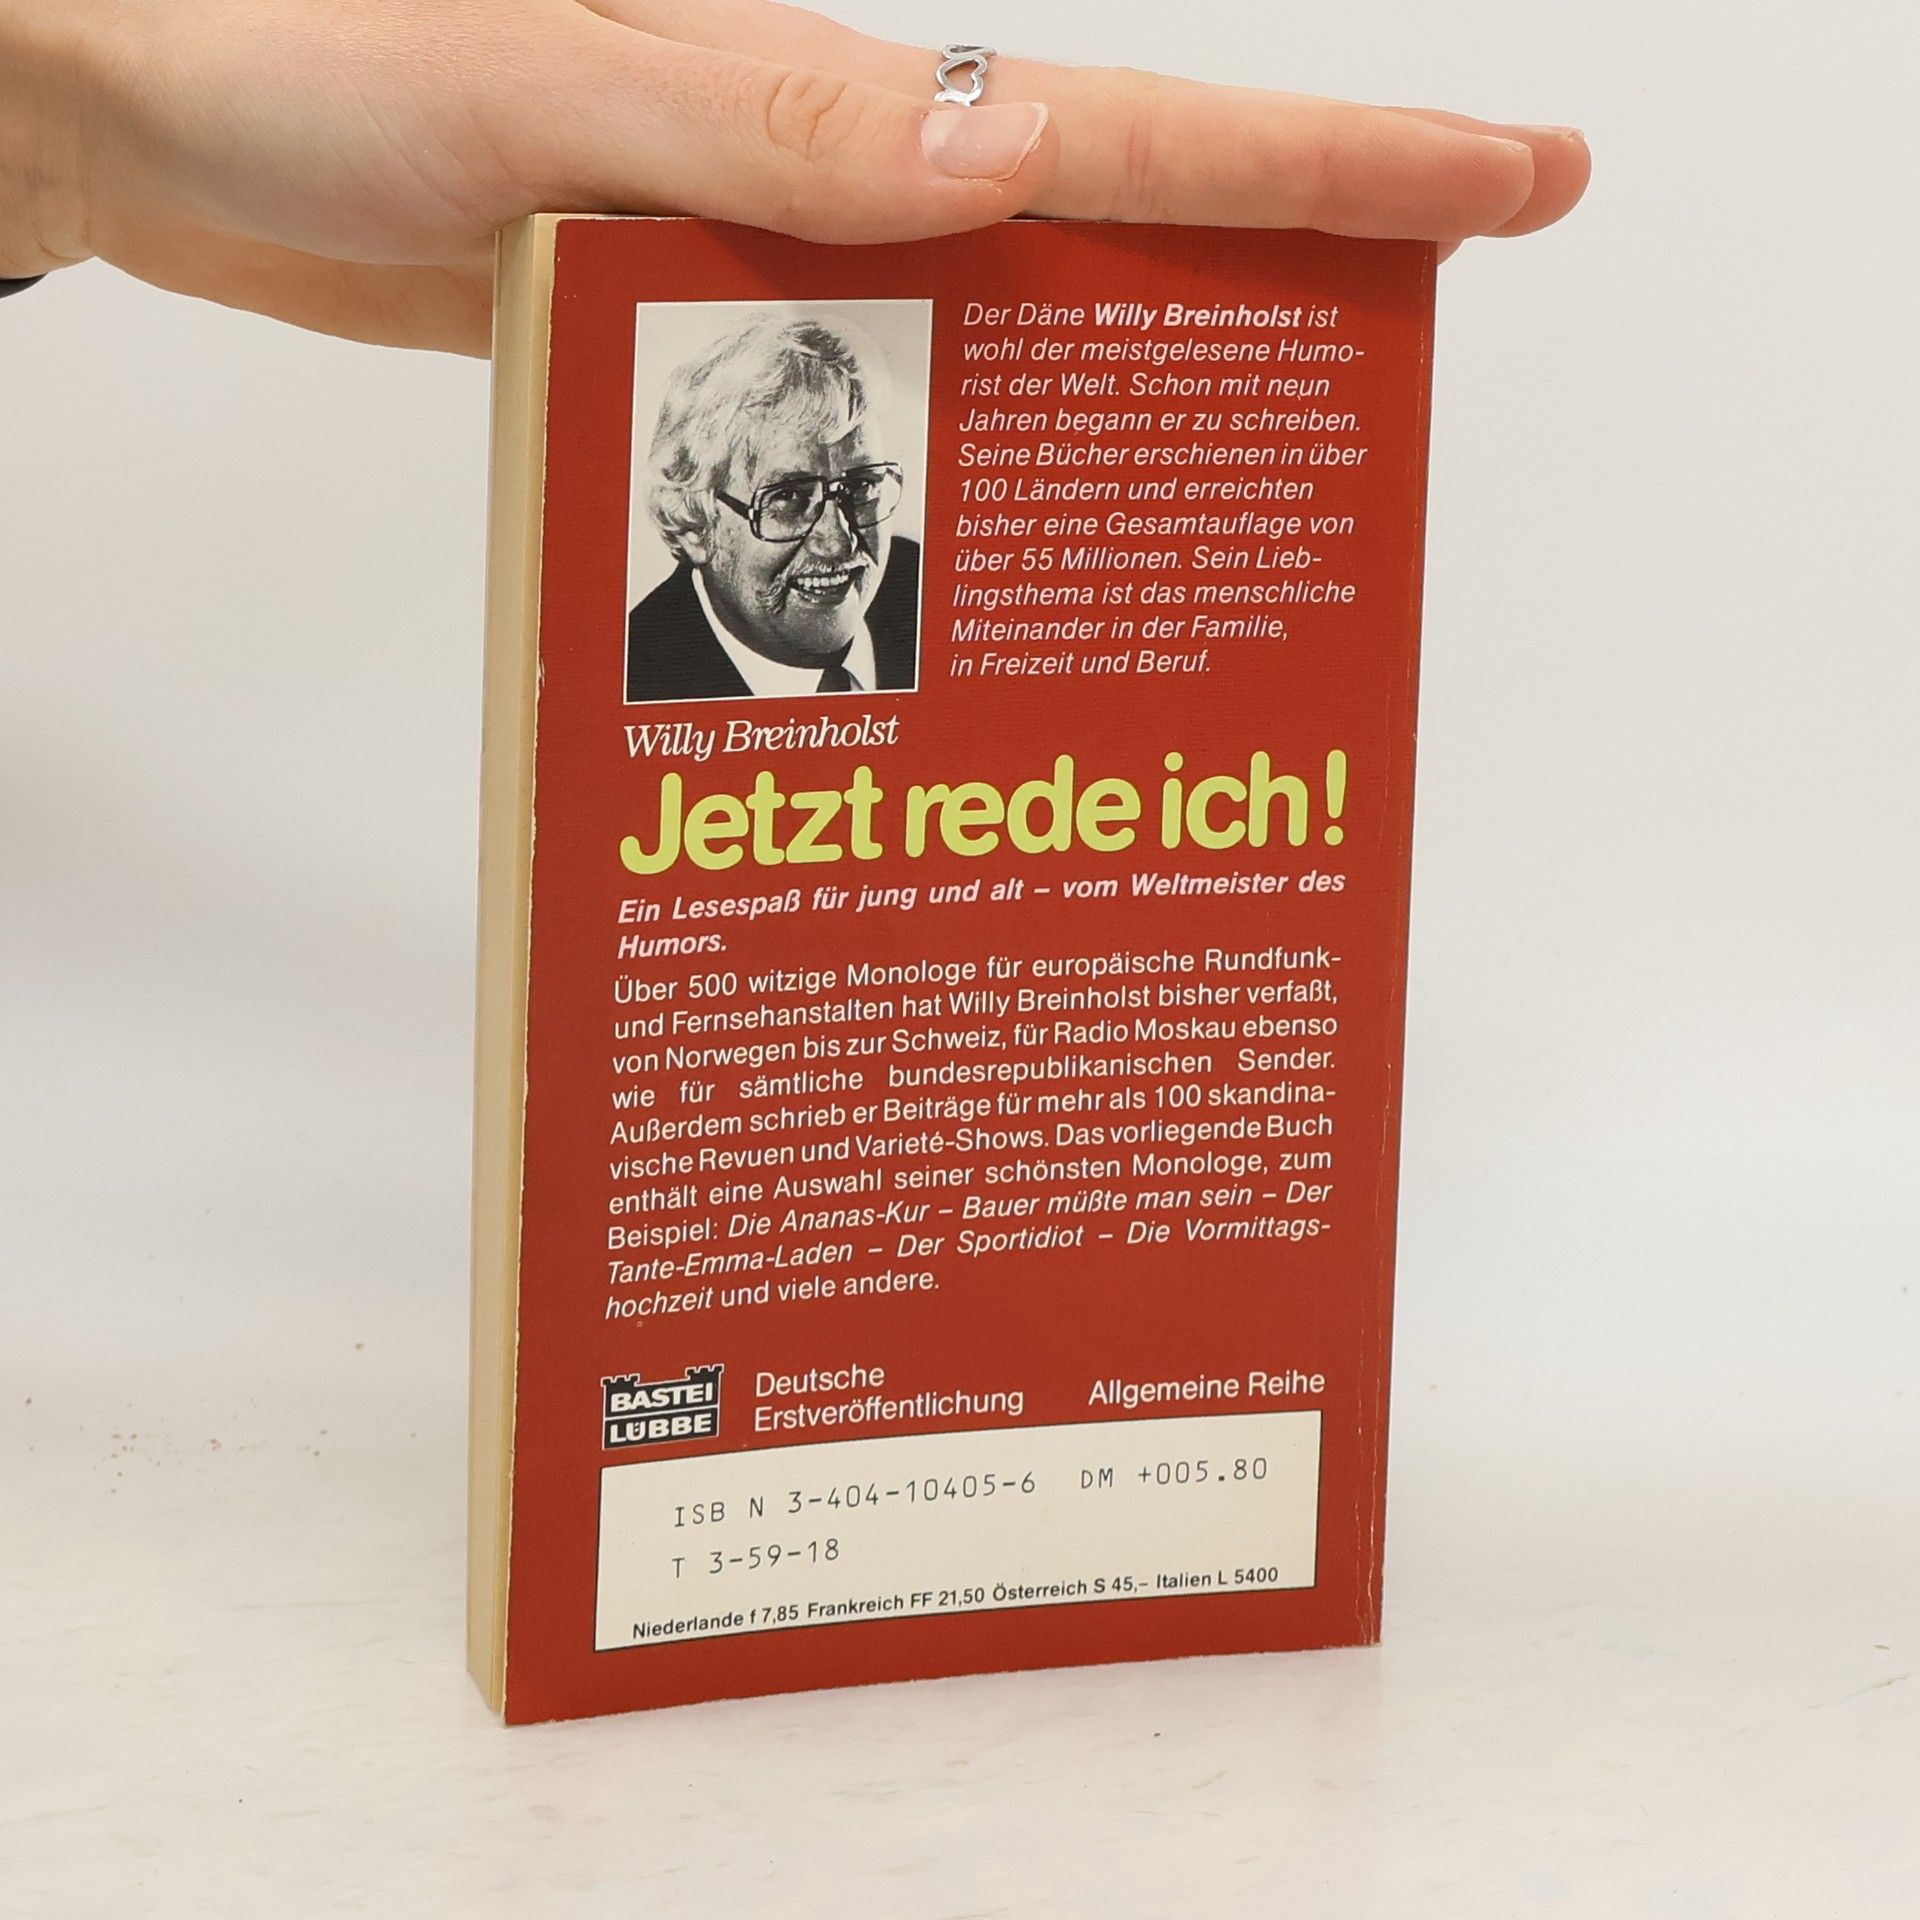 Der Däne Willy Breinholst ist
wohl der meistgelesene Humo-
rist der Welt. Schon mit neun
Jahren begann er zu schreiben.
Seine Bücher erschienen in über
100 Ländern und erreichten
bisher eine Gesamtauflage von
über 55 Millionen. Sein Lieb-
lingsthema ist das menschliche
Miteinander in der Familie,
in Freizeit und Beruf.
Willy Breinholst
Jetzt rede ich!
Ein Lesespaß für jung und alt – vom Weltmeister des
Humors.
Über 500 witzige Monologe für europäische Rundfunk-
und Fernsehanstalten hat Willy Breinholst bisher verfaßt,
von Norwegen bis zur Schweiz, für Radio Moskau ebenso
wie für sämtliche bundesrepublikanischen Sender.
Außerdem schrieb er Beiträge für mehr als 100 skandina-
vische Revuen und Varieté-Shows. Das vorliegende Buch
enthält eine Auswahl seiner schönsten Monologe, zum
Beispiel: Die Ananas-Kur – Bauer müßte man sein – Der
Tante-Emma-Laden – Der Sportidiot – Die Vormittags-
hochzeit und viele andere.
BASTEI
LÜBBE
Deutsche
Erstveröffentlichung
Allgemeine Reihe
ISB N 3-404-10405-6 DM +005.80
T 3-59-18
Niederlande f 7,85 Frankreich FF 21,50 Österreich S 45,– Italien L 5400